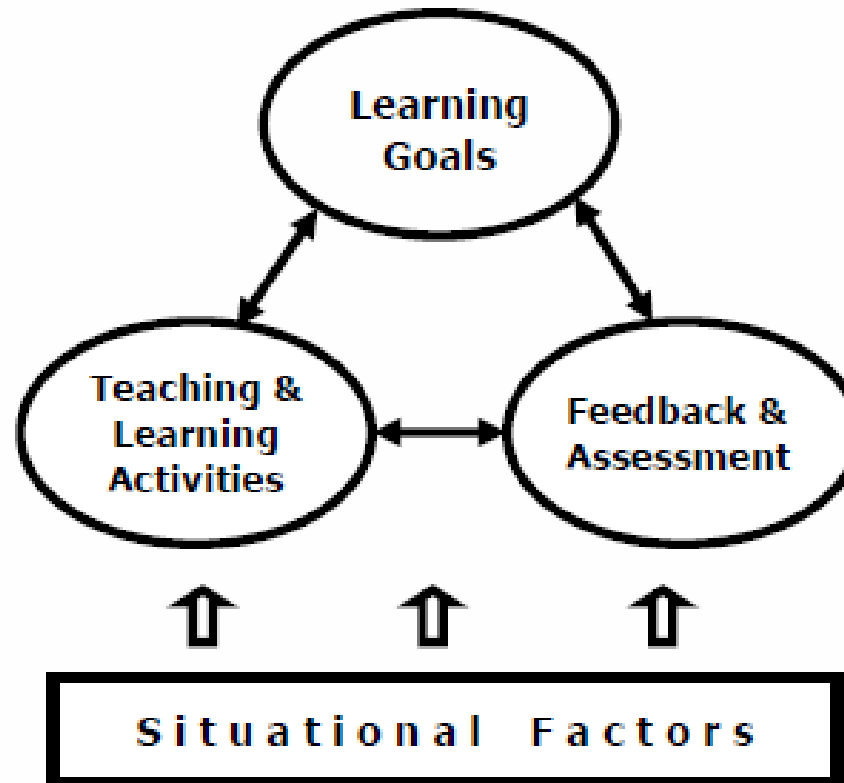 Learning
Goals
Teaching &
Learning
Activities
Feedback &
Assessment
Situational Factors